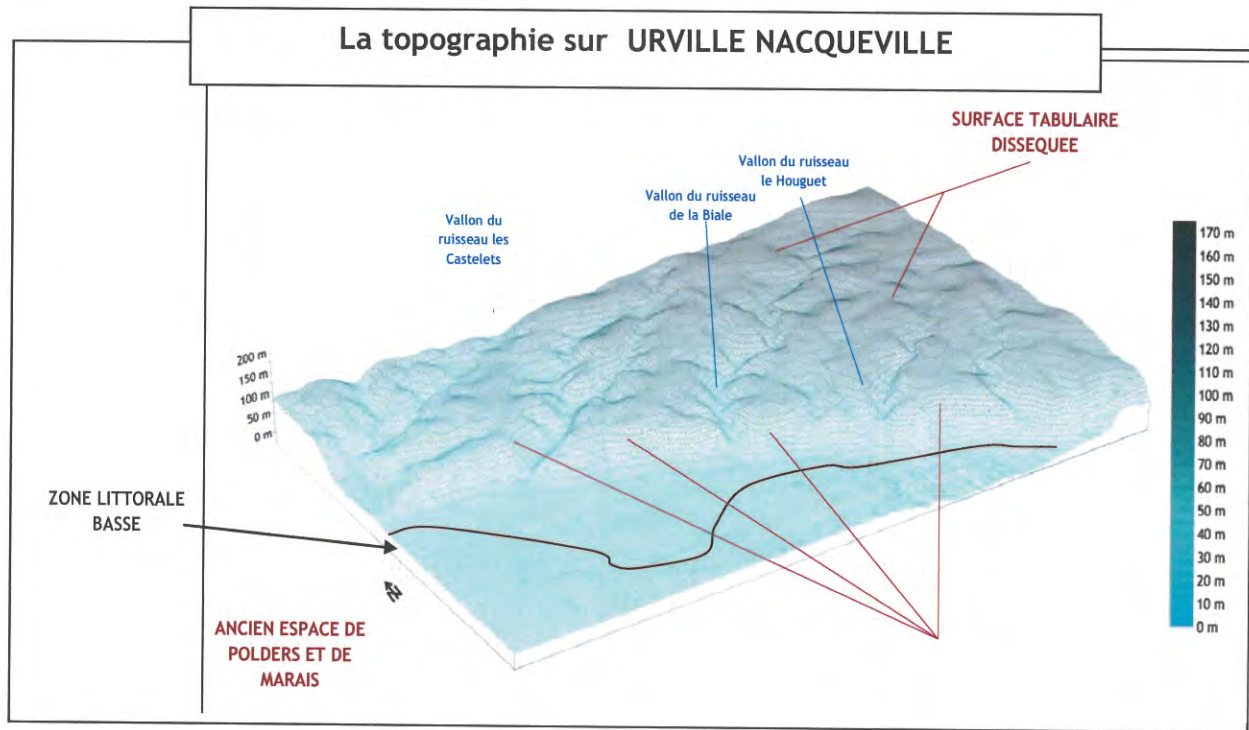 La topographie sur URVILLE NACQUEVILLE
SURFACE TABULAIRE
DISSEQUEE
Vallon du ruisseau
le Houguet
Vallon du ruisseau
de la Biale
Vallon du
ruisseau les
Castelets
170 m
160 m
150 m
140 m
130 m
120 m
110 m
100 m
90 m
80 m
70 m
60 m
50 m
40 m
30 m
20 m
10 m
0 m
200 m
150 m
100 m
50 m
0 m
ZONE LITTORALE
BASSE
N
ANCIEN ESPACE DE
POLDERS ET DE
MARAIS